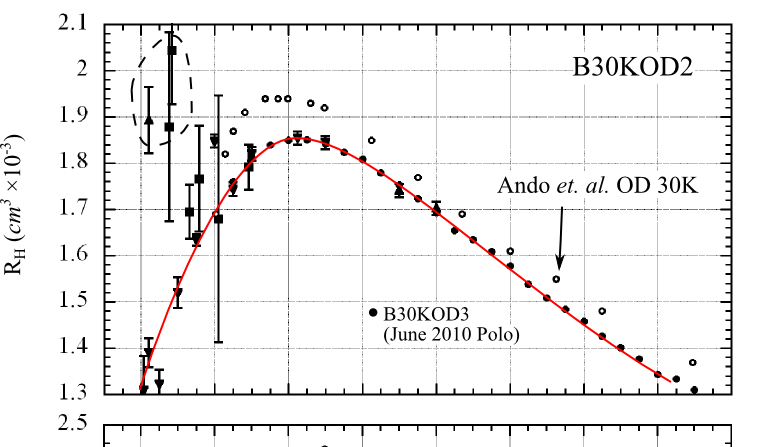 2.1
B30KOD2
2
1.9
1.8
Ando et. al. OD 30K
1.7
R_H (cm³ ×10⁻³)
1.6
1.5
B30KOD3
(June 2010 Polo)
1.4
1.3
2.5